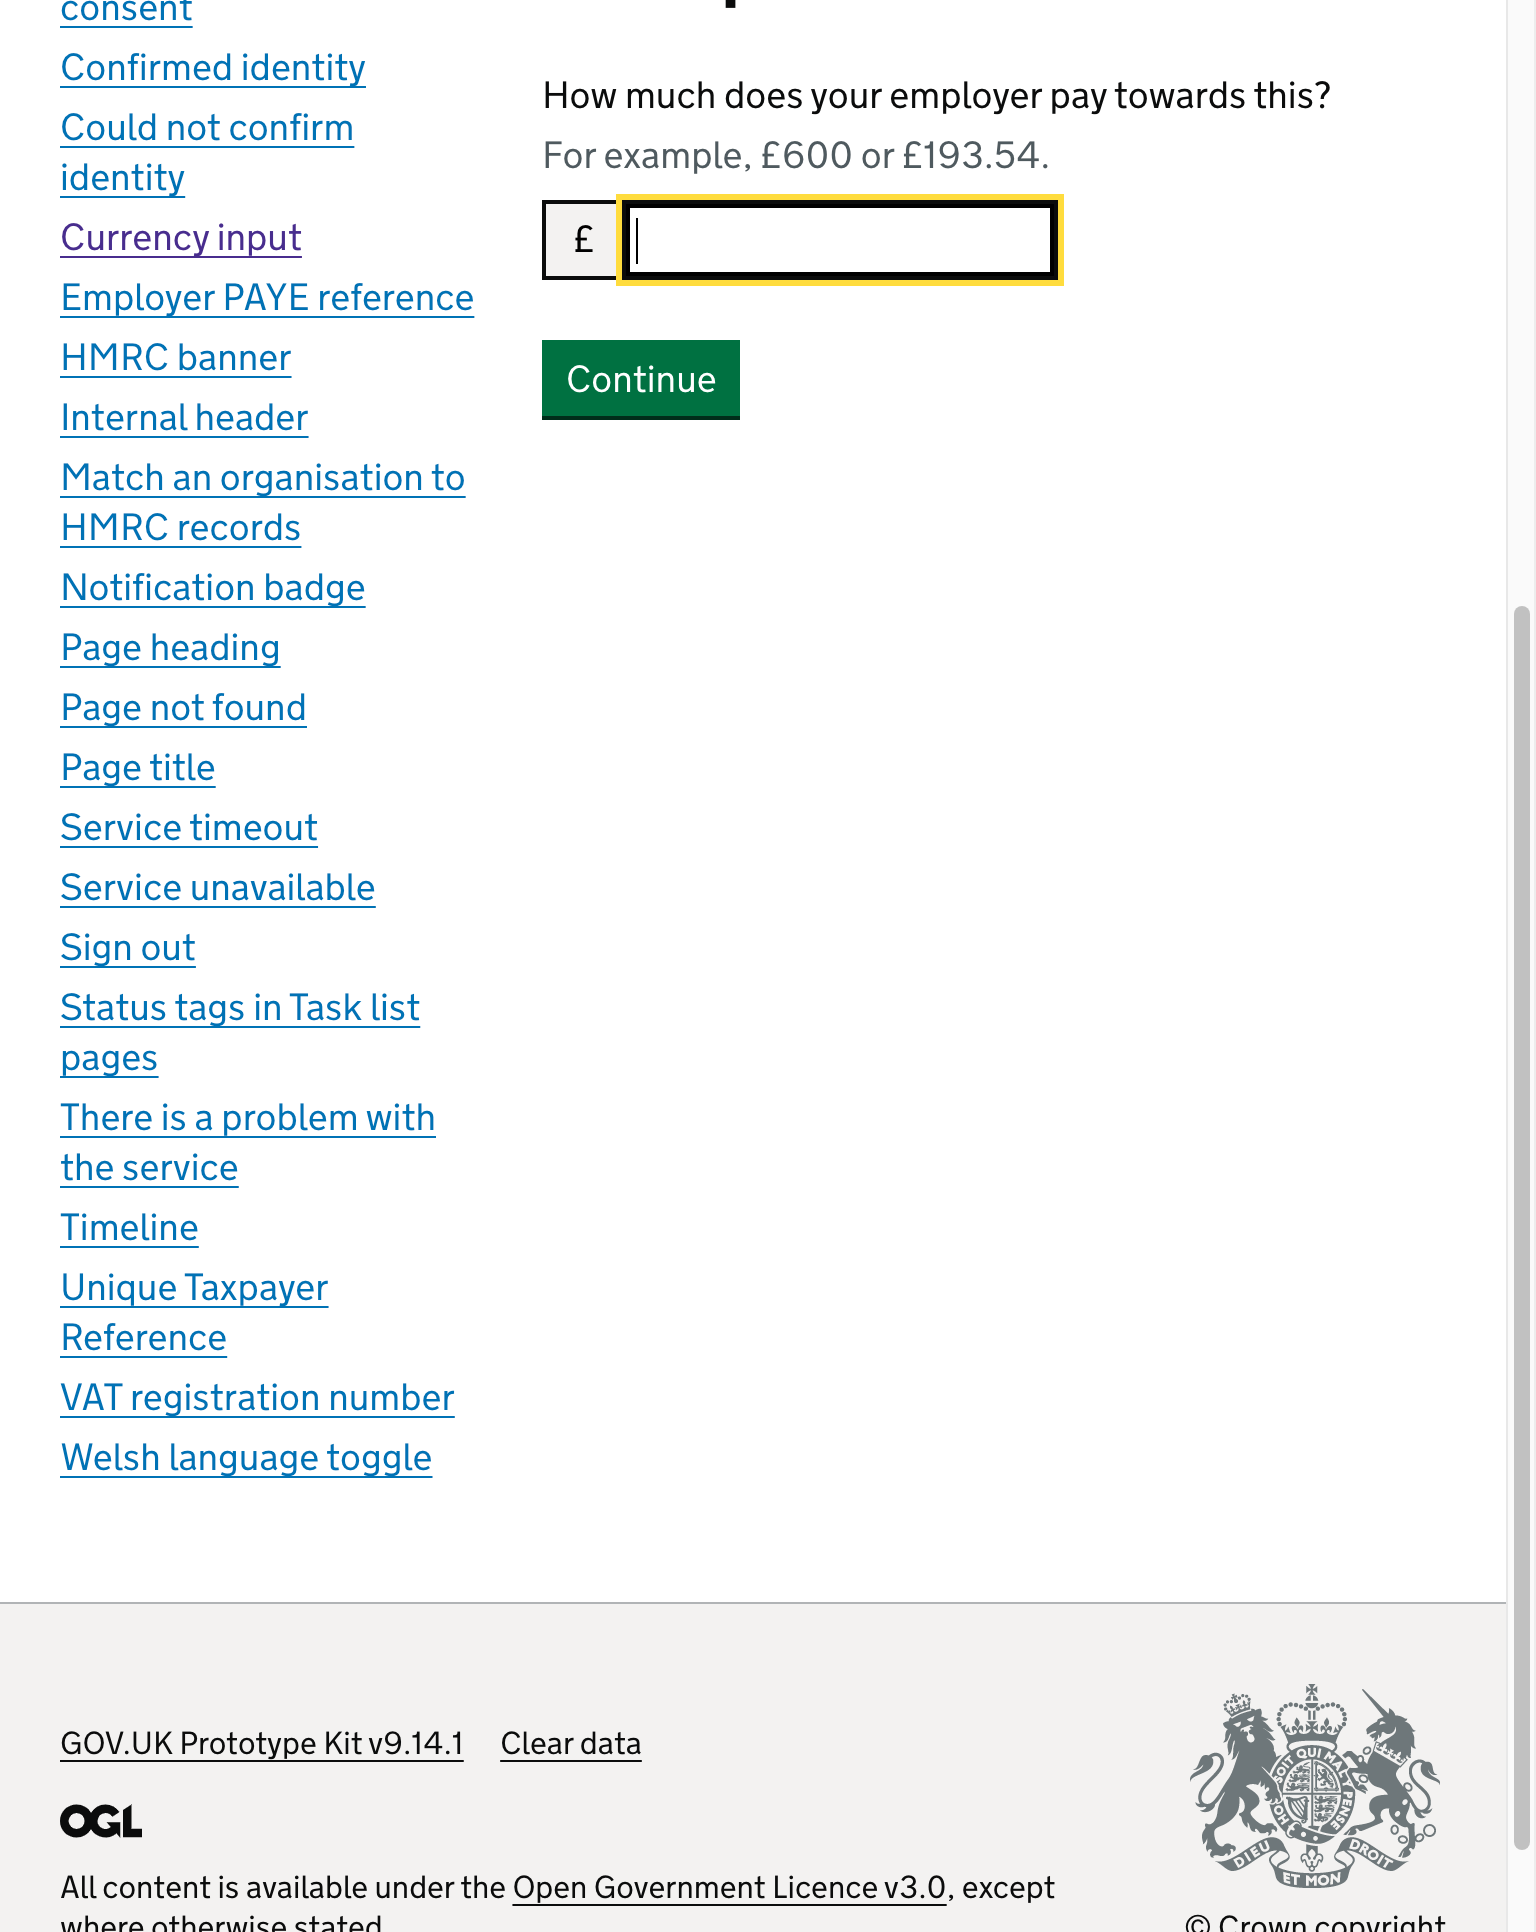 consent
Confirmed identity
Could not confirm
identity
Currency input
Employer PAYE reference
HMRC banner
Internal header
Match an organisation to
HMRC records
Notification badge
Page heading
Page not found
Page title
Service timeout
Service unavailable
Sign out
Status tags in Task list
pages
There is a problem with
the service
Timeline
Unique Taxpayer
Reference
VAT registration number
Welsh language toggle
How much does your employer pay towards this?
For example, £600 or £193.54.
£
Continue
GOV.UK Prototype Kit v9.14.1 Clear data
OGL
All content is available under the Open Government Licence v3.0, except
where otherwise stated
SOIT QUI MAL
PENSE
HON
DIEU
ET MON
DROIT
© Crown copyright